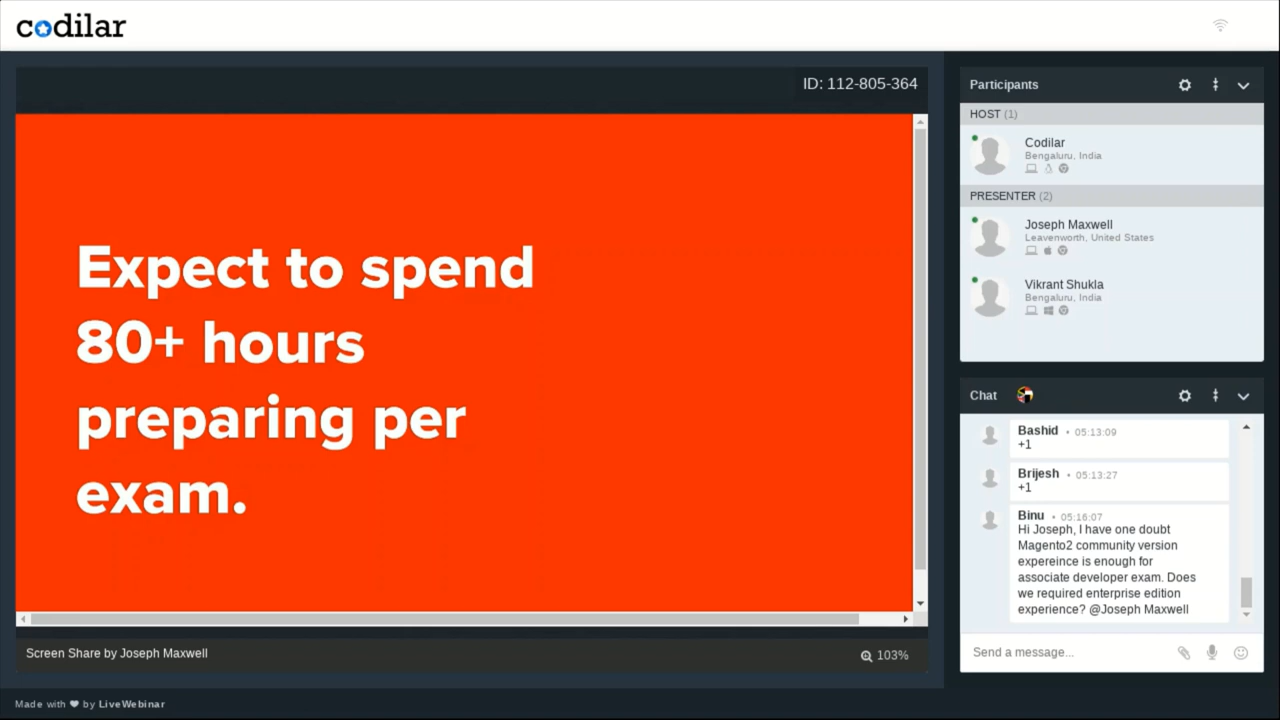 codilar
ID: 112-805-364
Expect to spend
80+ hours
preparing per
exam.
Screen Share by Joseph Maxwell
103%
Participants
HOST (1)
Codilar
Bengaluru, India
PRESENTER (2)
Joseph Maxwell
Leavenworth, United States
Vikrant Shukla
Bengaluru, India
Chat
Bashid • 05:13:09
+1
Brijesh • 05:13:27
+1
Binu • 05:16:07
Hi Joseph, I have one doubt
Magento2 community version
expereince is enough for
associate developer exam. Does
we required enterprise edition
experience? @Joseph Maxwell
Send a message...
Made with ❤ by LiveWebinar